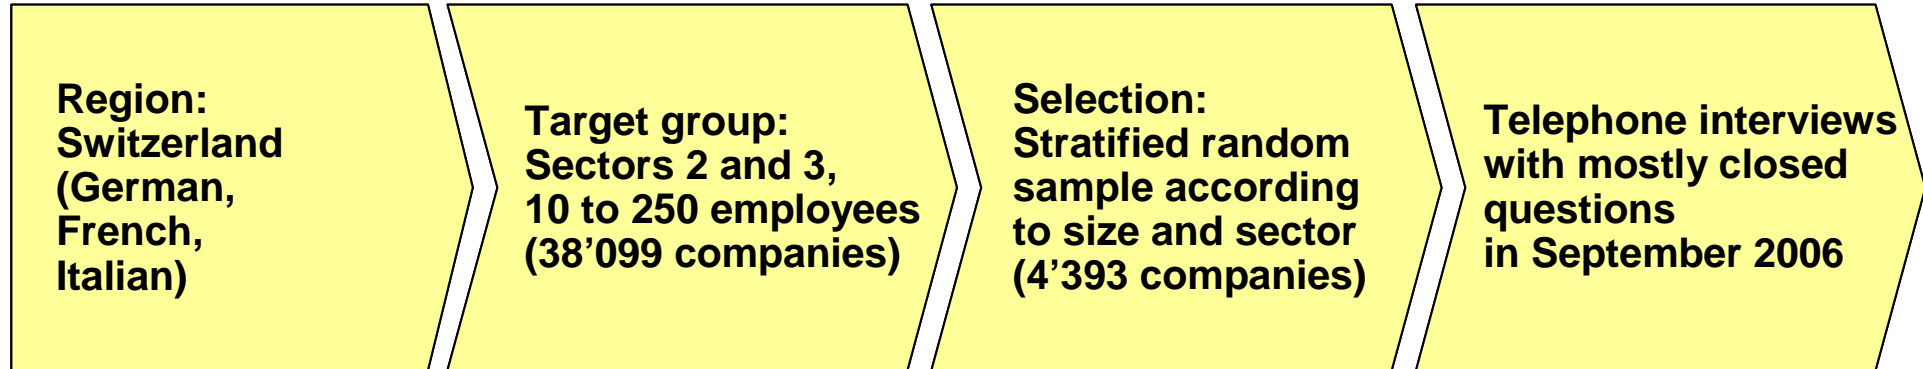 Region:
Switzerland
(German,
French,
Italian)
Target group:
Sectors 2 and 3,
10 to 250 employees
(38’099 companies)
Selection:
Stratified random
sample according
to size and sector
(4’393 companies)
Telephone interviews
with mostly closed
questions
in September 2006